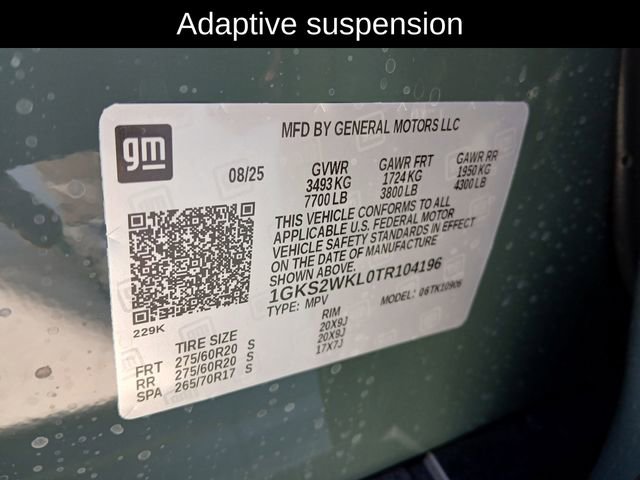 Adaptive suspension
gm
MFD BY GENERAL MOTORS LLC
08/25
GVWR GAWR FRT GAWR RR
3493 KG 1724 KG 1950 KG
7700 LB 3800 LB 4300 LB
THIS VEHICLE CONFORMS TO ALL
APPLICABLE U.S. FEDERAL MOTOR
VEHICLE SAFETY STANDARDS IN EFFECT
ON THE DATE OF MANUFACTURE
SHOWN ABOVE.
1GKS2WKL0TR104196
TYPE: MPV MODEL: 06TK10906
229K
TIRE SIZE RIM
FRT 275/60R20 S 20X9J
RR 275/60R20 S 20X9J
SPA 265/70R17 S 17X7J